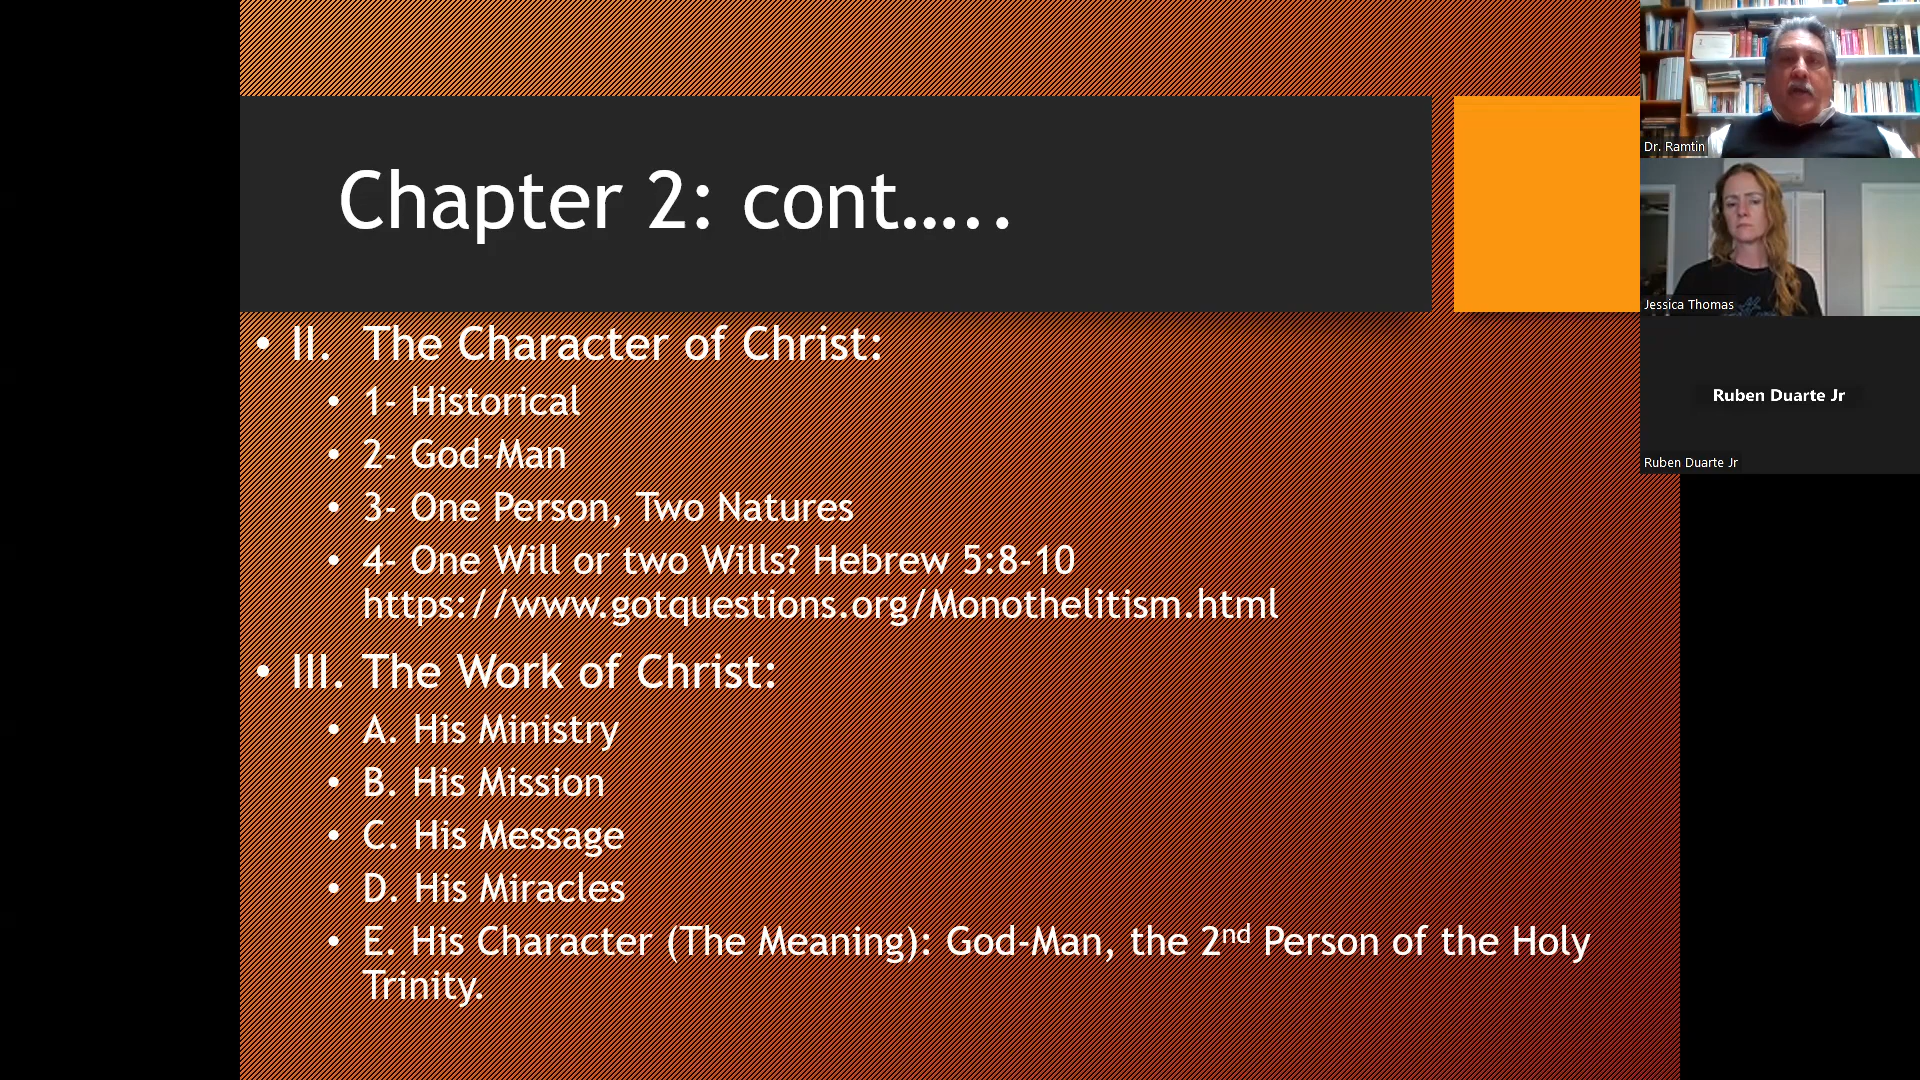 Chapter 2: cont…..
• II. The Character of Christ:
• 1- Historical
• 2- God-Man
• 3- One Person, Two Natures
• 4- One Will or two Wills? Hebrew 5:8-10
https://www.gotquestions.org/Monothelitism.html
• III. The Work of Christ:
• A. His Ministry
• B. His Mission
• C. His Message
• D. His Miracles
• E. His Character (The Meaning): God-Man, the 2nd Person of the Holy
Trinity.
Dr. Ramtin
Jessica Thomas
Ruben Duarte Jr
Ruben Duarte Jr